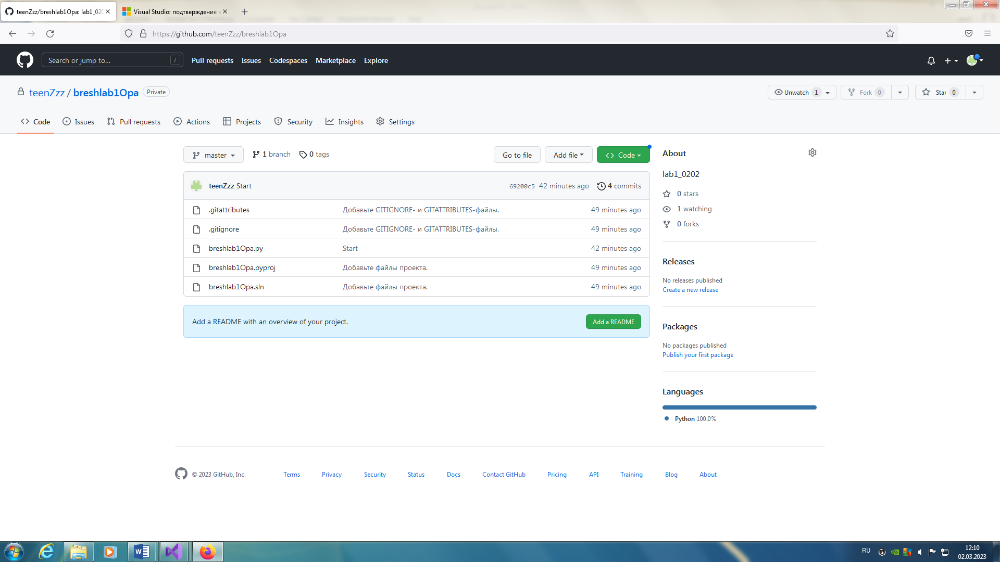 teenZzz/breshlab1Opa: lab1_020
Visual Studio: подтверждение в
https://github.com/teenZzz/breshlab1Opa
Search or jump to... /
Pull requests Issues Codespaces Marketplace Explore
teenZzz / breshlab1Opa Private
Unwatch 1 Fork 0 Star 0
Code Issues Pull requests Actions Projects Security Insights Settings
master 1 branch 0 tags Go to file Add file Code
teenZzz Start 69200c5 42 minutes ago 4 commits
.gitattributes Добавьте GITIGNORE- и GITATTRIBUTES-файлы. 49 minutes ago
.gitignore Добавьте GITIGNORE- и GITATTRIBUTES-файлы. 49 minutes ago
breshlab1Opa.py Start 42 minutes ago
breshlab1Opa.pyproj Добавьте файлы проекта. 49 minutes ago
breshlab1Opa.sln Добавьте файлы проекта. 49 minutes ago
Add a README with an overview of your project. Add a README
About
lab1_0202
0 stars
1 watching
0 forks
Releases
No releases published
Create a new release
Packages
No packages published
Publish your first package
Languages
Python 100.0%
© 2023 GitHub, Inc. Terms Privacy Security Status Docs Contact GitHub Pricing API Training Blog About
RU
12:10
02.03.2023